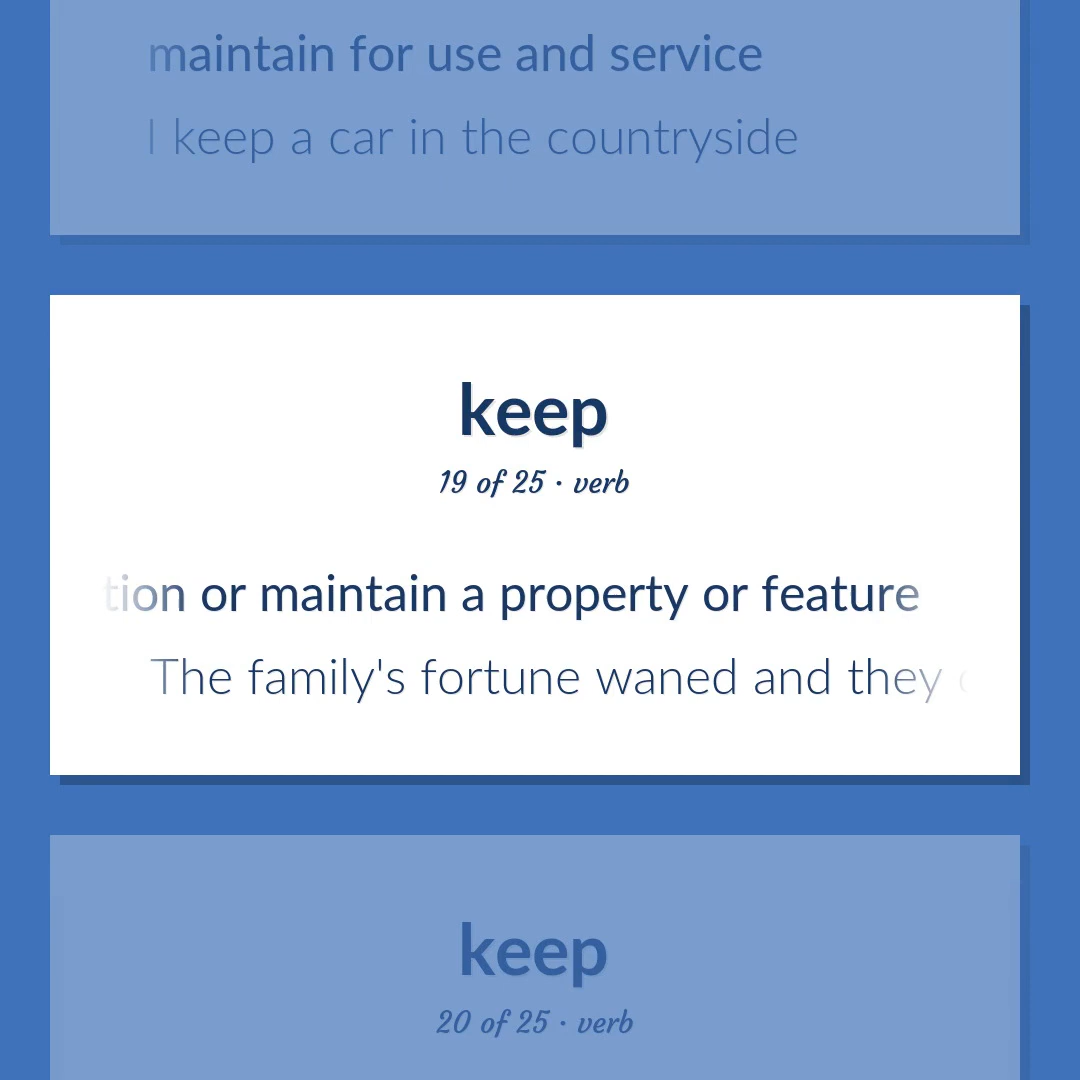 maintain for use and service
I keep a car in the countryside
keep
19 of 25 · verb
tion or maintain a property or feature
The family's fortune waned and they
keep
20 of 25 · verb